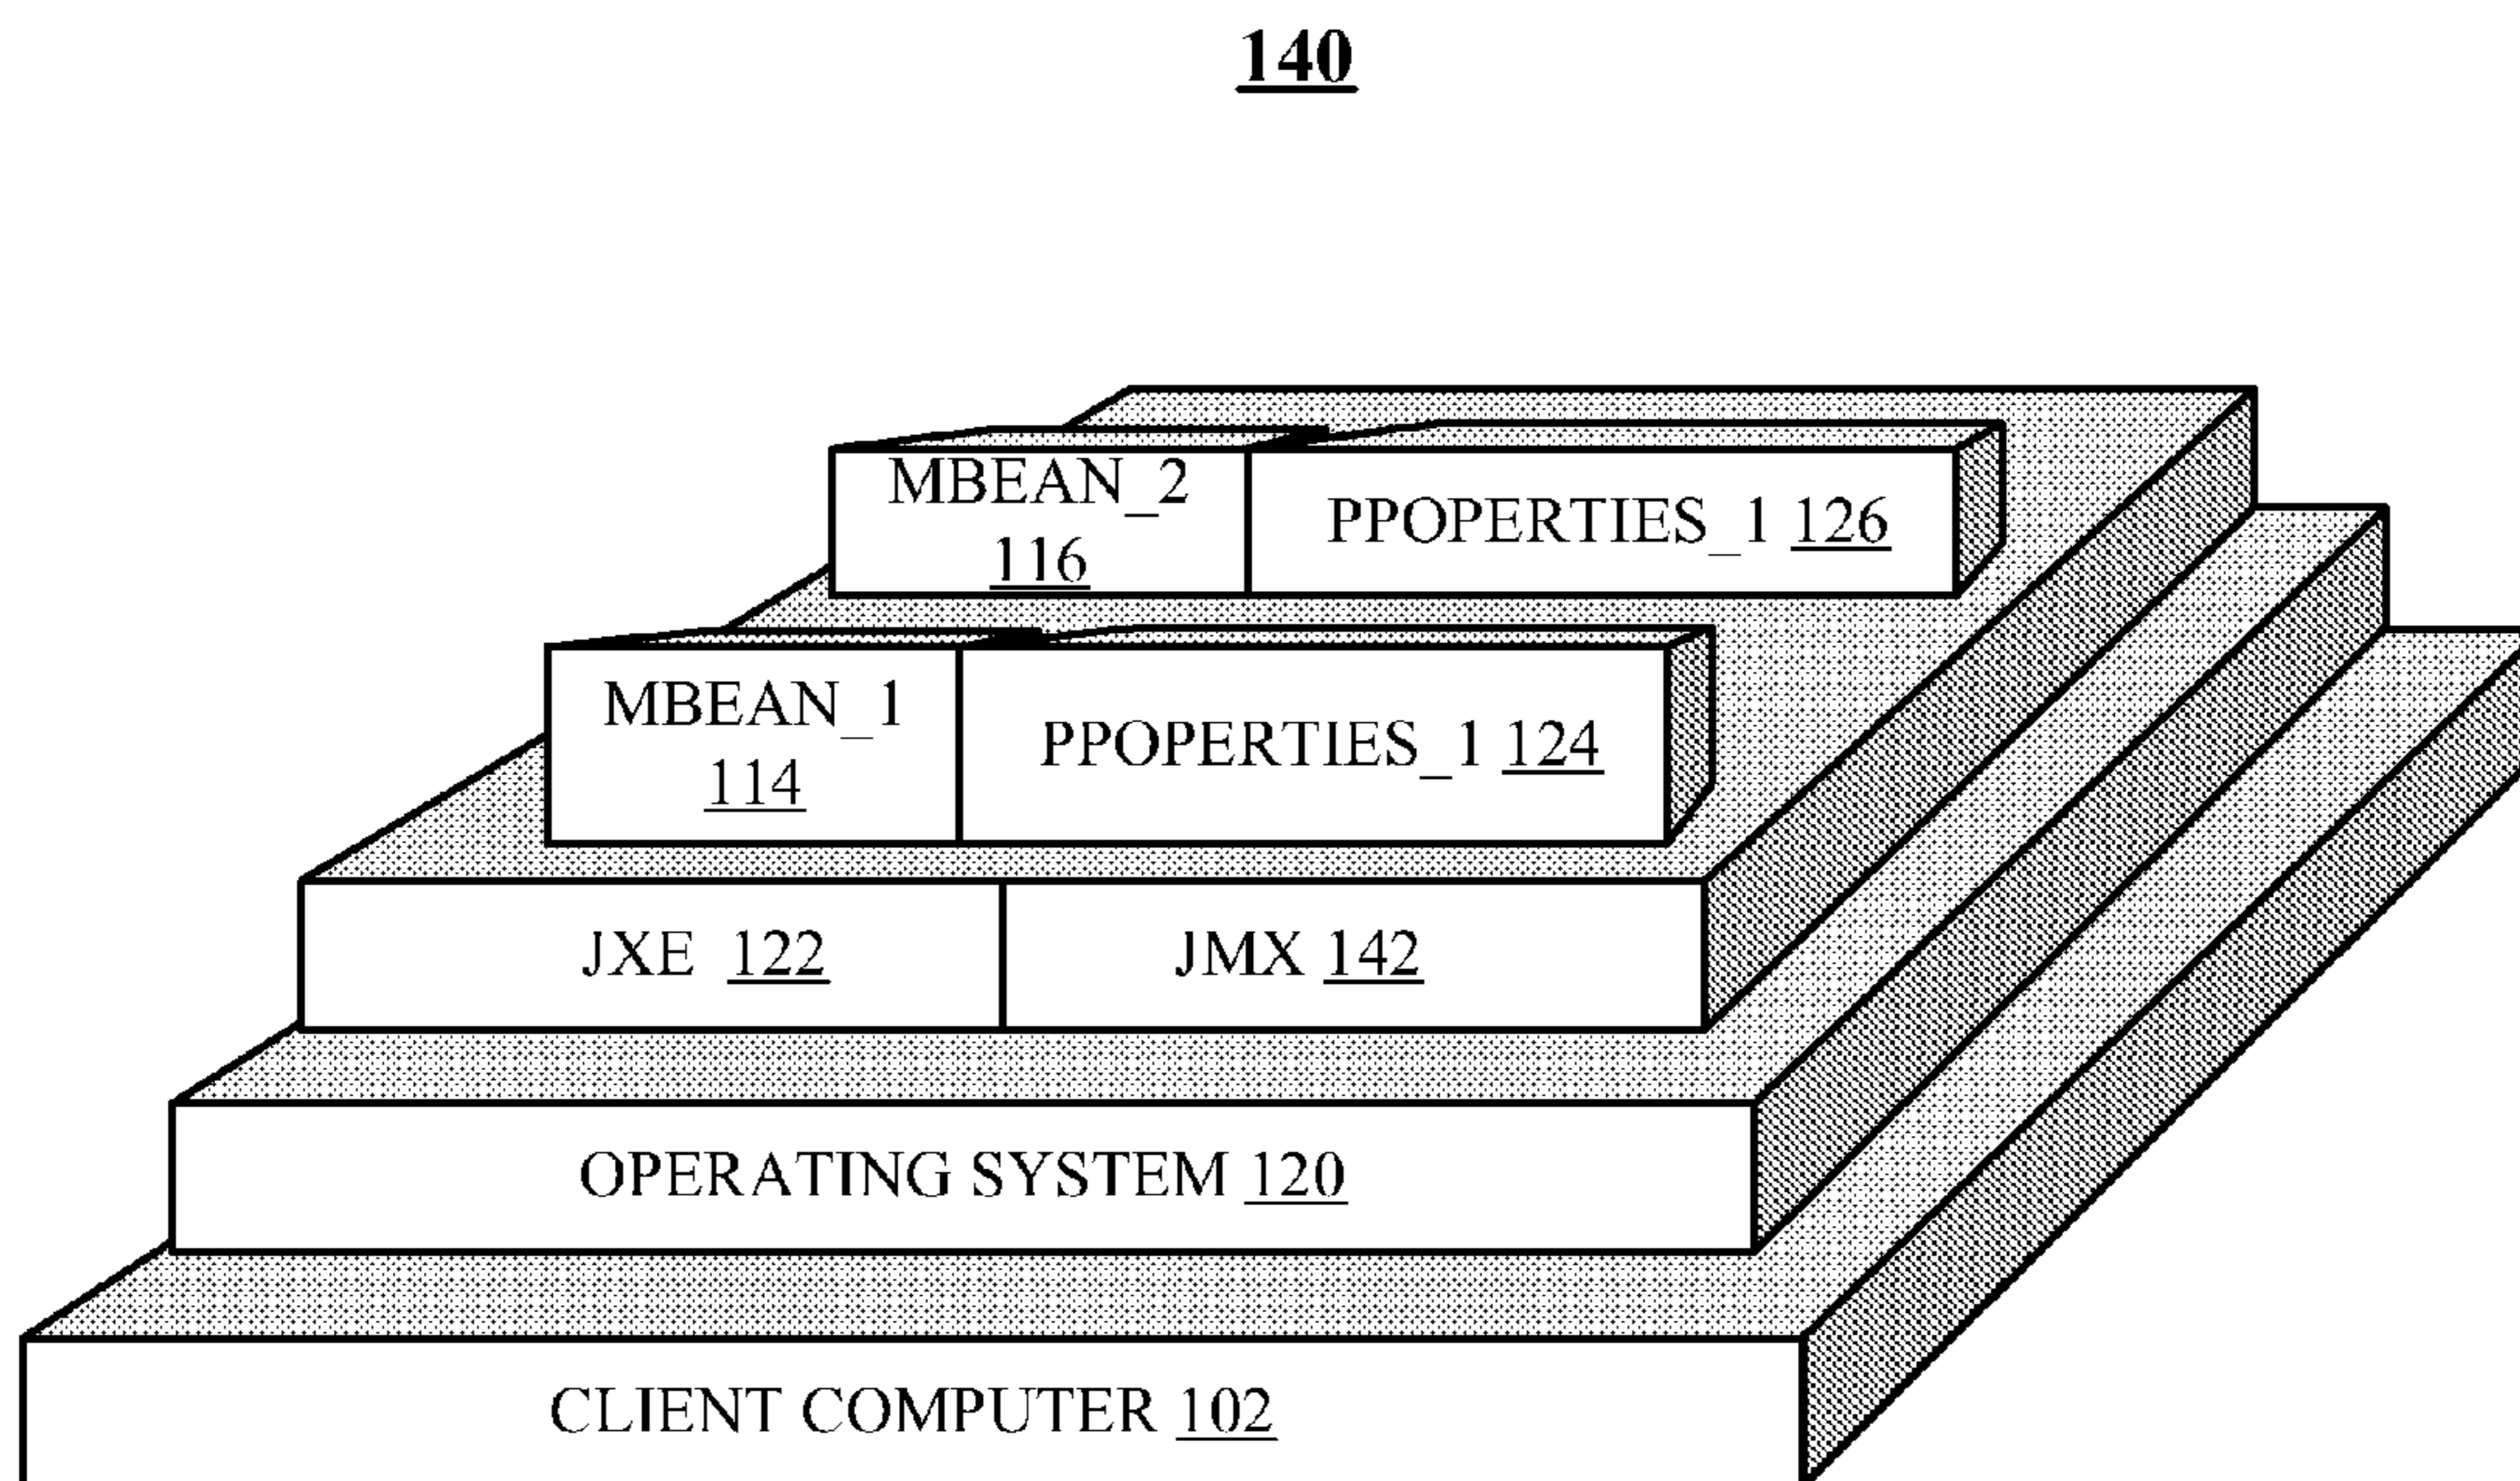 140
MBEAN_2
116
PPOPERTIES_1 126
MBEAN_1
114
PPOPERTIES_1 124
JXE 122
JMX 142
OPERATING SYSTEM 120
CLIENT COMPUTER 102